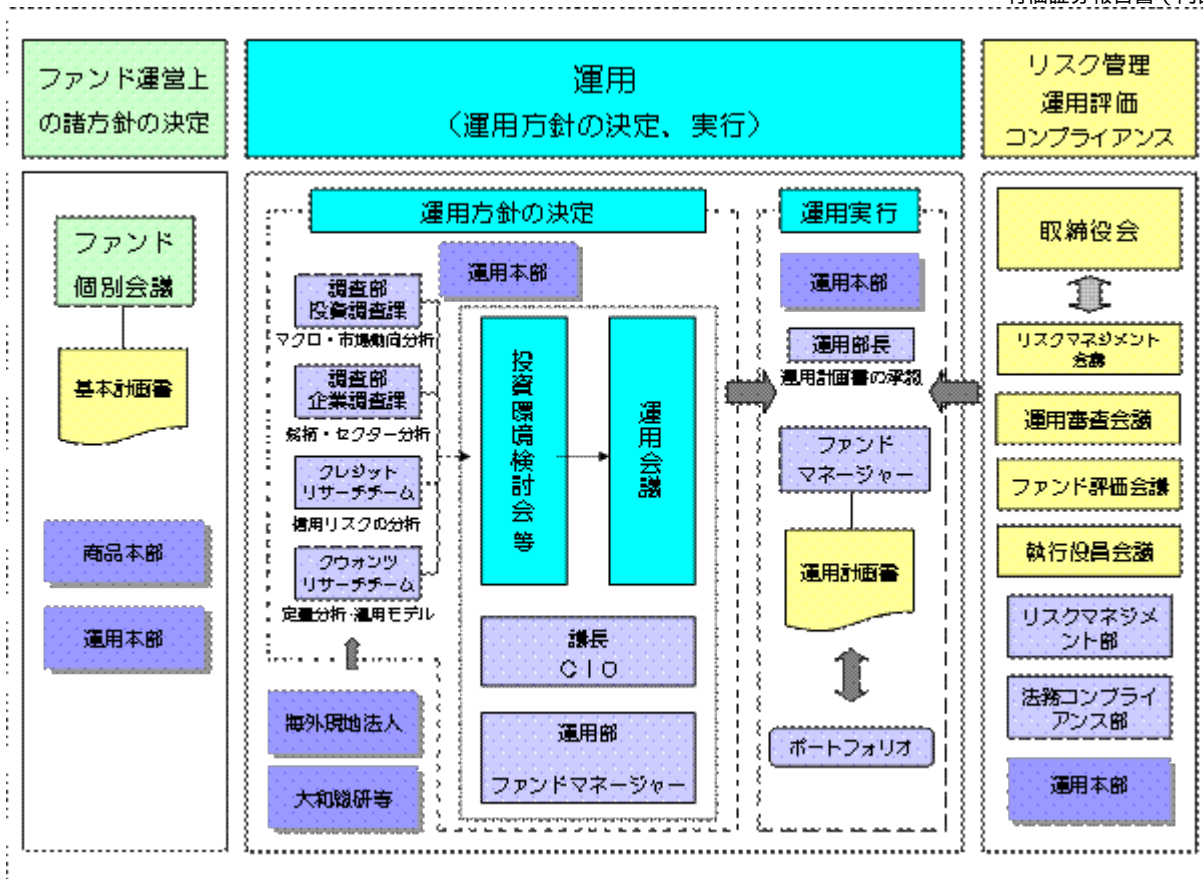 ファンド運営上
の諸方針の決定
運用
（運用方針の決定、実行）
リスク管理
運用評価
コンプライアンス
ファンド
個別会議
基本計画書
商品本部
運用本部
運用方針の決定
運用本部
調査部
投資調査課
マクロ・市場動向分析
調査部
企業調査課
銘柄・セクター分析
クレジット
リサーチチーム
信用リスクの分析
クウォンツ
リサーチチーム
定量分析・運用モデル
海外現地法人
大和総研等
投資環境検討会等
運用会議
議長
CIO
運用部
ファンドマネージャー
運用実行
運用本部
運用部長
運用計画書の承認
ファンド
マネージャー
運用計画書
ポートフォリオ
取締役会
リスクマネジメント
会議
運用審査会議
ファンド評価会議
執行役員会議
リスクマネジメ
ント部
法務コンプライ
アンス部
運用本部